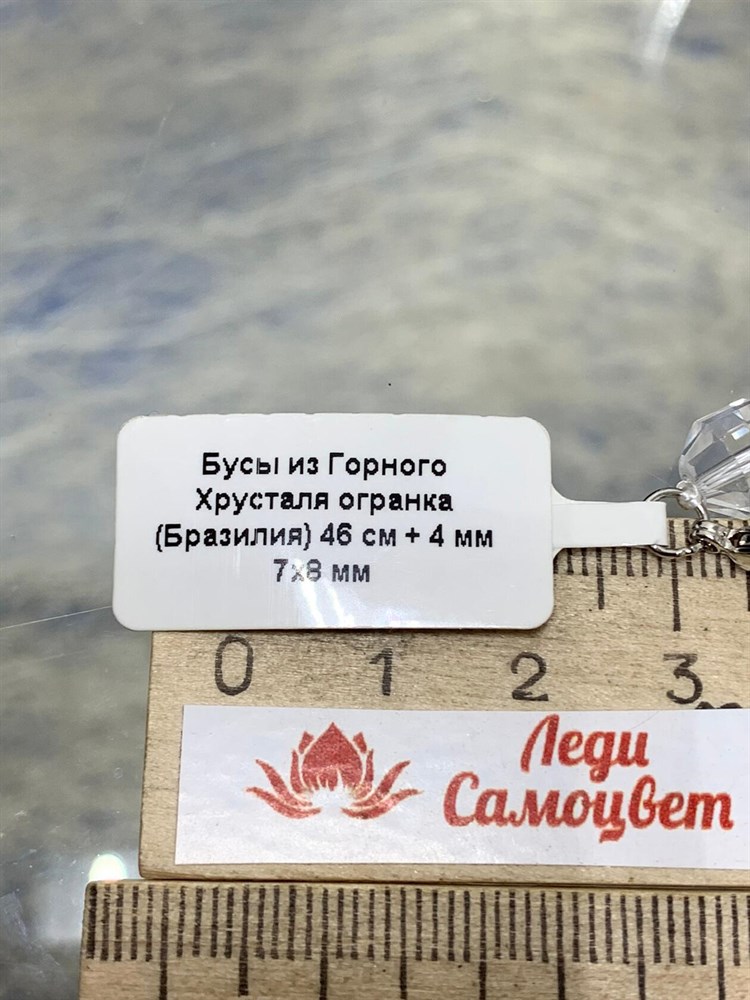 Бусы из Горного
Хрусталя огранка
(Бразилия) 46 см + 4 мм
7х8 мм
0 1 2 3
Леди
Самоцвет